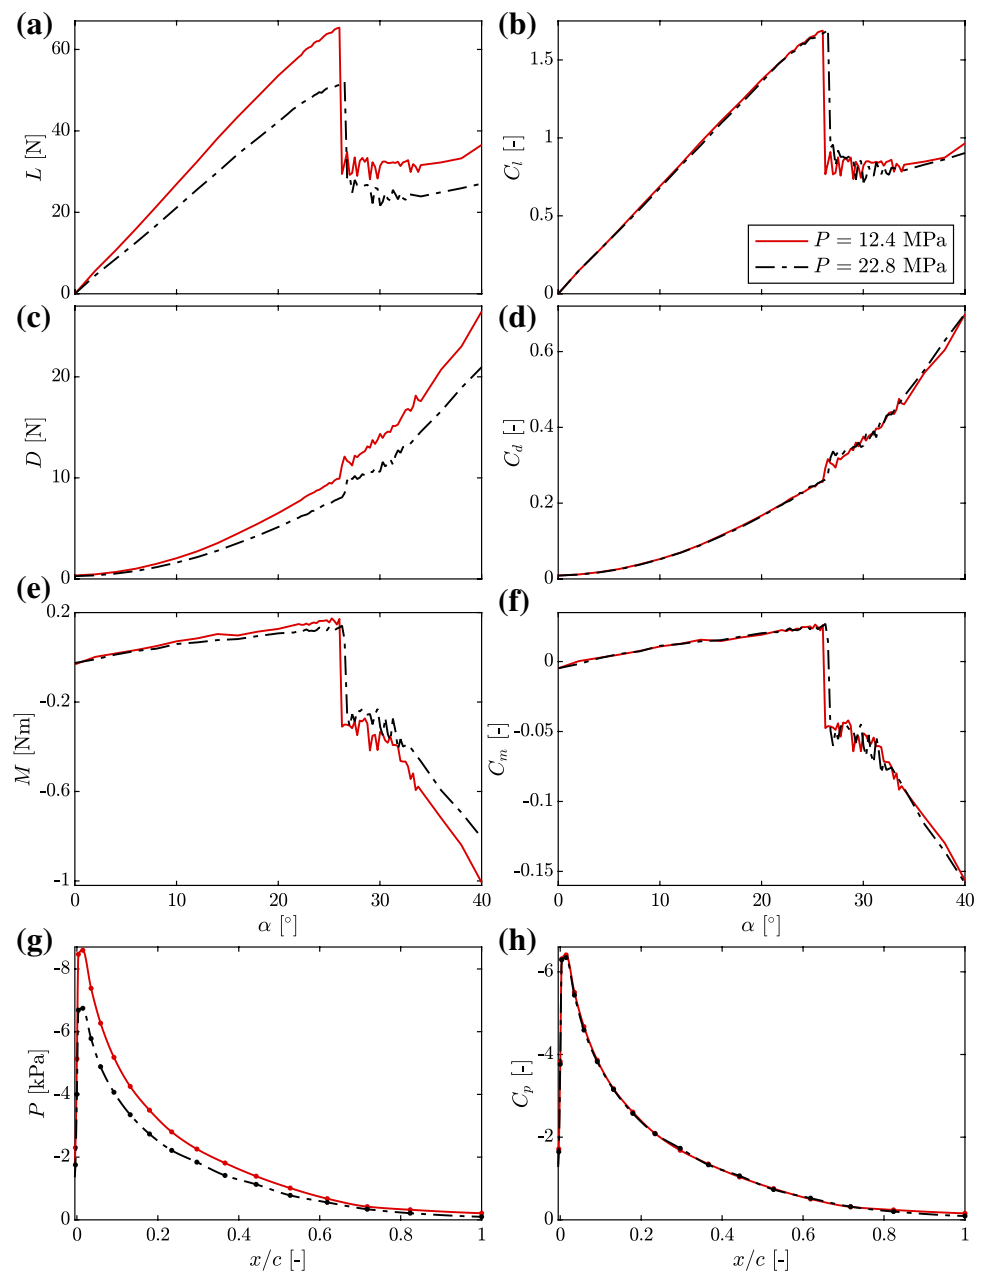 (a)
60
40
20
0
L [N]
(b)
1.5
1
0.5
0
C_l [-]
P = 12.4 MPa
P = 22.8 MPa
(c)
20
10
0
D [N]
(d)
0.6
0.4
0.2
0
C_d [-]
(e)
0.2
-0.2
-0.6
-1
M [Nm]
0 10 20 30 40
α [°]
(f)
0
-0.05
-0.1
-0.15
C_m [-]
0 10 20 30 40
α [°]
(g)
-8
-6
-4
-2
0
P [kPa]
0 0.2 0.4 0.6 0.8 1
x/c [-]
(h)
-6
-4
-2
0
C_p [-]
0 0.2 0.4 0.6 0.8 1
x/c [-]